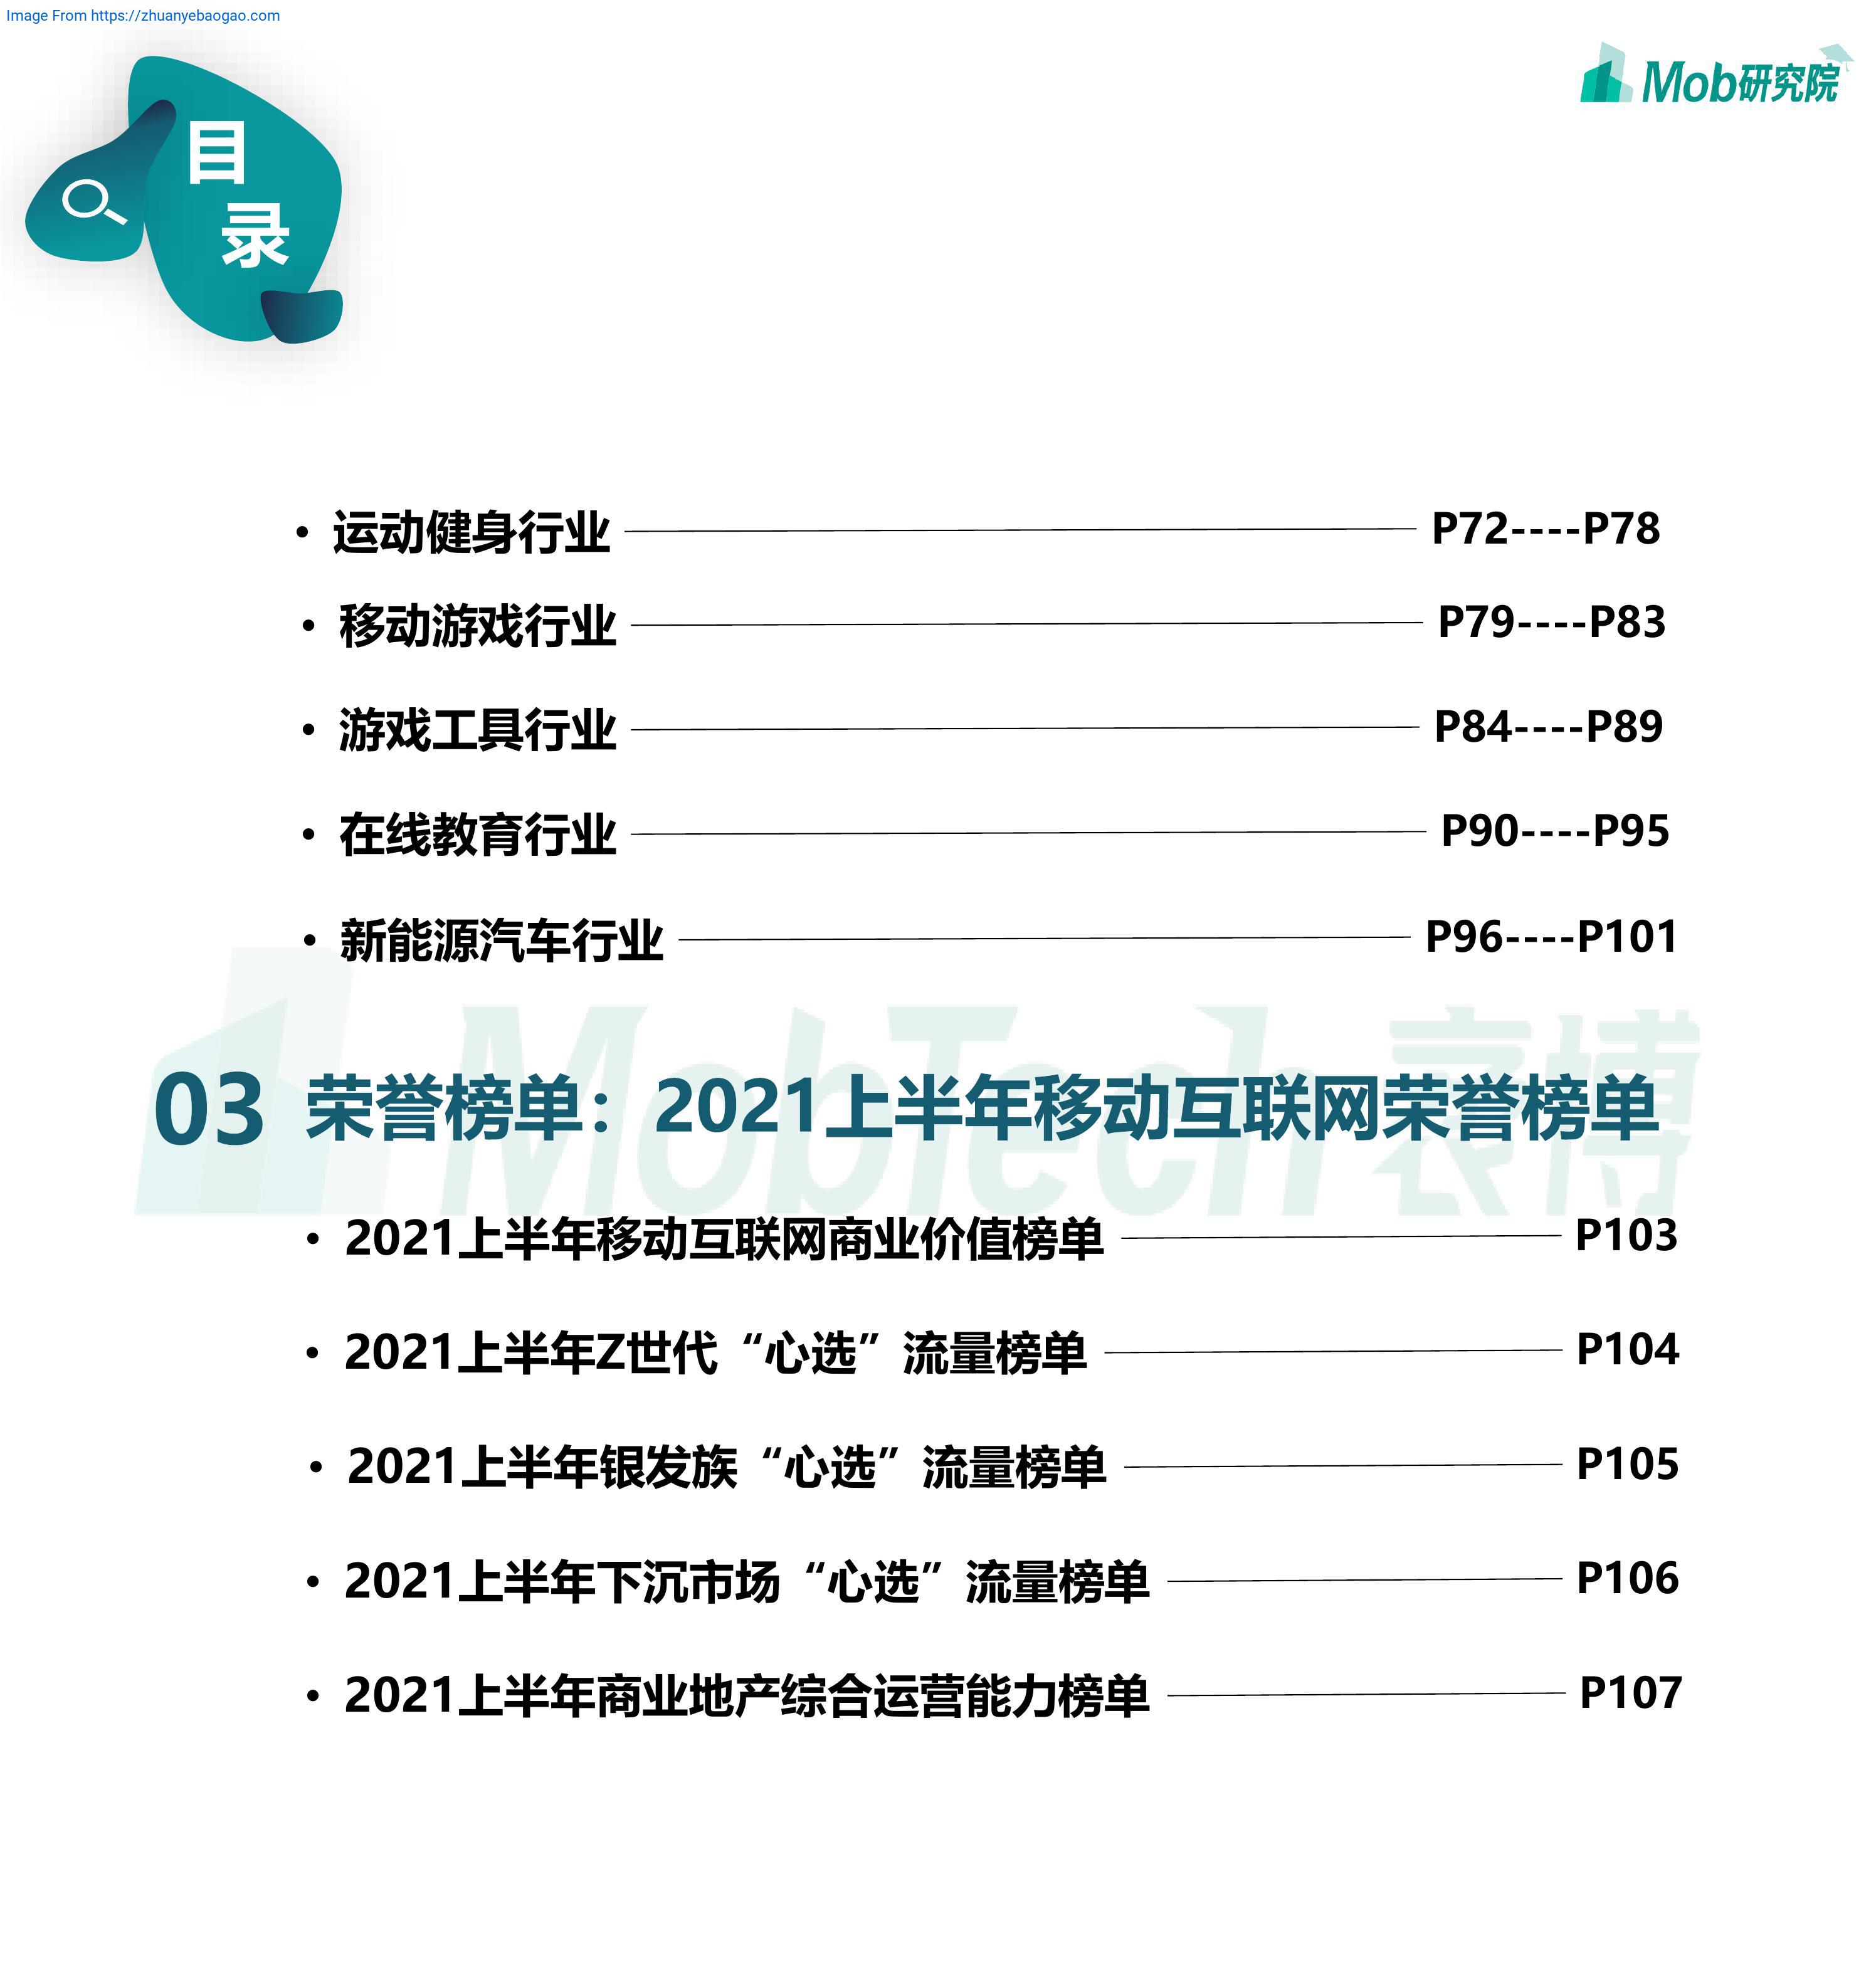 Image From https://zhuanyebaogao.com
Mob研究院
目
录
• 运动健身行业 P72----P78
• 移动游戏行业 P79----P83
• 游戏工具行业 P84----P89
• 在线教育行业 P90----P95
• 新能源汽车行业 P96----P101
MobTech 袤博
03 荣誉榜单：2021上半年移动互联网荣誉榜单
• 2021上半年移动互联网商业价值榜单 P103
• 2021上半年Z世代“心选”流量榜单 P104
• 2021上半年银发族“心选”流量榜单 P105
• 2021上半年下沉市场“心选”流量榜单 P106
• 2021上半年商业地产综合运营能力榜单 P107